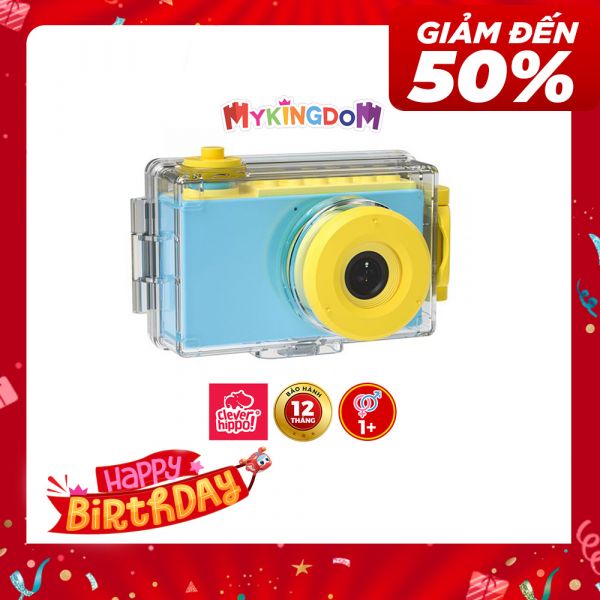 GIẢM ĐẾN
50%
MYKINGDOM
clever
hippo!
BẢO HÀNH
12
THÁNG
1+
HAPPY
BiRTHDAY